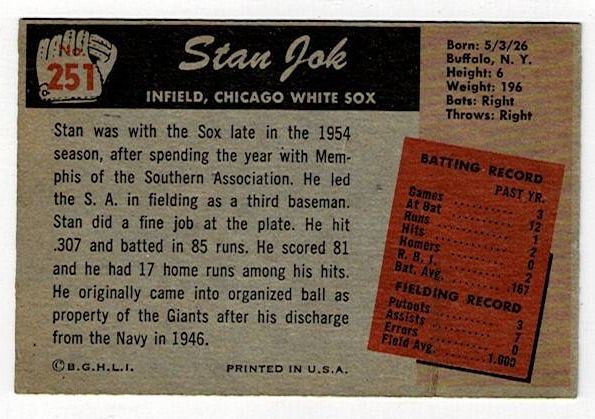 No.
251
Stan Jok
INFIELD, CHICAGO WHITE SOX
Born: 5/3/26
Buffalo, N. Y.
Height: 6
Weight: 196
Bats: Right
Throws: Right
Stan was with the Sox late in the 1954
season, after spending the year with Mem-
phis of the Southern Association. He led
the S. A. in fielding as a third baseman.
Stan did a fine job at the plate. He hit
.307 and batted in 85 runs. He scored 81
and he had 17 home runs among his hits.
He originally came into organized ball as
property of the Giants after his discharge
from the Navy in 1946.
BATTING RECORD
PAST YR.
Games ........ 3
At Bat ........ 12
Runs ........ 1
Hits ........ 2
Homers ........ 0
R. B. I. ........ 2
Bat. Avg. ........ .167
FIELDING RECORD
Putouts ........ 3
Assists ........ 7
Errors ........ 0
Field Avg. ........ 1.000
©B.G.H.L.I. PRINTED IN U.S.A.